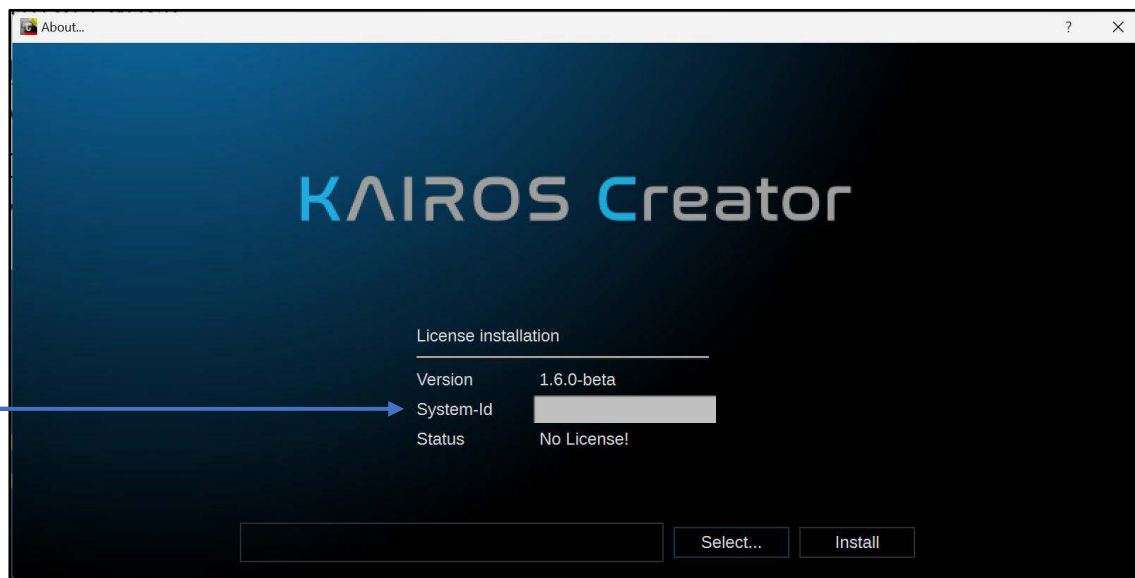 About...
?
KAIROS Creator
License installation
Version 1.6.0-beta
System-Id
Status No License!
Select... Install